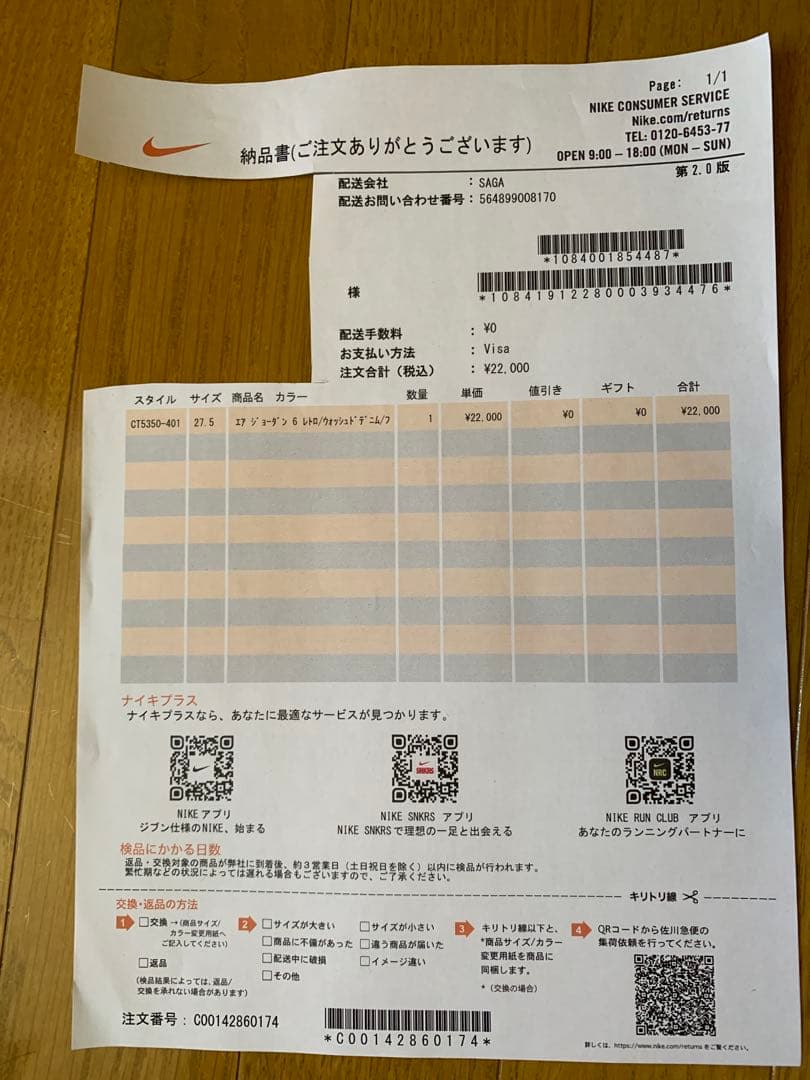 Page: 1/1
NIKE CONSUMER SERVICE
Nike.com/returns
TEL: 0120-6453-77
OPEN 9:00 – 18:00 (MON – SUN)
納品書(ご注文ありがとうございます)
第2.0版
配送会社 : SAGA
配送お問い合わせ番号 : 564899008170
*1084001854487*
様
*10841912280003934476*
配送手数料 : ¥0
お支払い方法 : Visa
注文合計（税込） : ¥22,000
スタイル サイズ 商品名 カラー 数量 単価 値引き ギフト 合計
CT5350-401 27.5 ｴｱ ｼﾞｮｰﾀﾞﾝ 6 ﾚﾄﾛ/ｳｫｯｼｭﾄﾞﾃﾞﾆﾑ/ﾌ 1 ¥22,000 ¥0 ¥0 ¥22,000
ナイキプラス
ナイキプラスなら、あなたに最適なサービスが見つかります。
SNKRS
NRC
NIKE アプリ
ジブン仕様のNIKE、始まる
NIKE SNKRS アプリ
NIKE SNKRSで理想の一足と出会える
NIKE RUN CLUB アプリ
あなたのランニングパートナーに
検品にかかる日数
返品・交換対象の商品が弊社に到着後、約3営業日（土日祝日を除く）以内に検品が行われます。
繁忙期などの状況によっては遅れる場合もございますので、ご了承ください。
キリトリ線
交換・返品の方法
1 交換 →(商品サイズ/
カラー変更用紙へ
ご記入してください)
返品
(検品結果によっては、返品/
交換を承れない場合があります)
2 サイズが大きい サイズが小さい
商品に不備があった 違う商品が届いた
配送中に破損 イメージ違い
その他
3 キリトリ線以下と、
*商品サイズ/カラー
変更用紙を商品に
同梱します。
*（交換の場合）
4 QRコードから佐川急便の
集荷依頼を行ってください。
注文番号 : C00142860174
*C00142860174*
詳しくは、https://www.nike.com/returns をご覧ください。